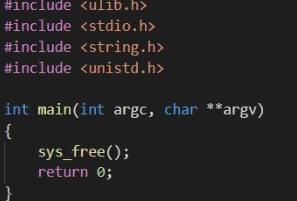 #include <ulib.h>
#include <stdio.h>
#include <string.h>
#include <unistd.h>

int main(int argc, char **argv)
{
    sys_free();
    return 0;
}